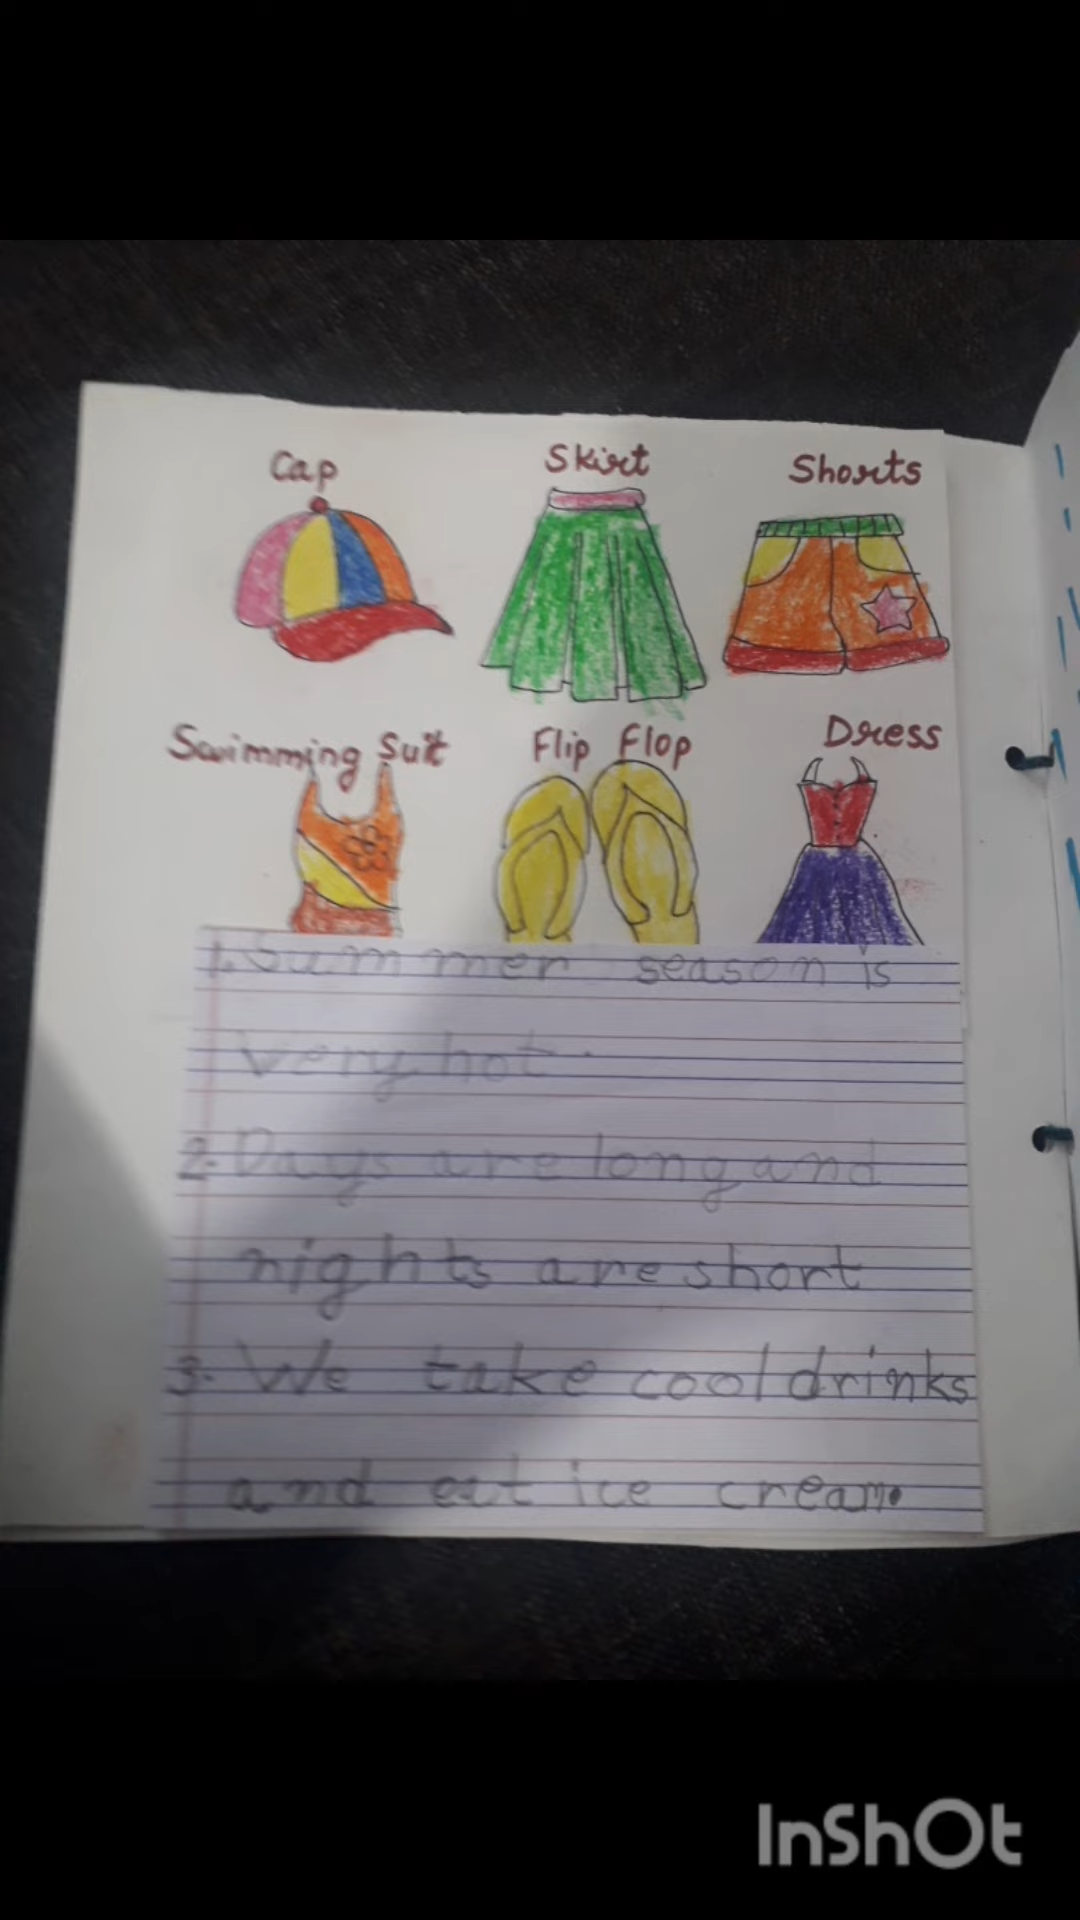 Cap Skirt Shorts
Swimming Suit Flip Flop Dress
1. Summer season is
very hot.
2. Days are long and
nights are short
3. We take cool drinks
and eat ice cream.
InShOt